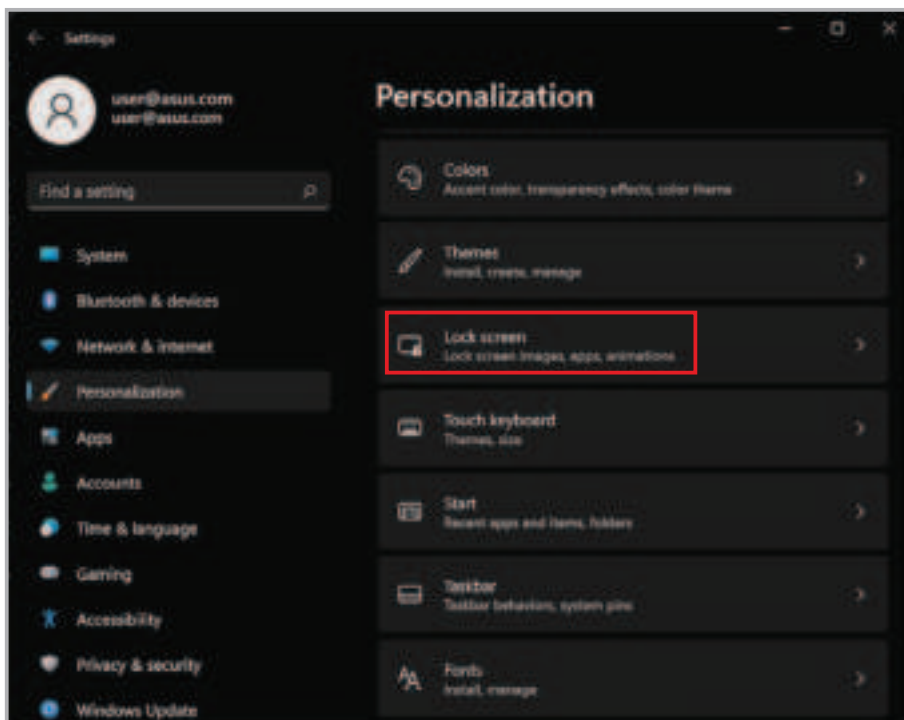 Settings
user@asus.com
user@asus.com
Find a setting
System
Bluetooth & devices
Network & internet
Personalization
Apps
Accounts
Time & language
Gaming
Accessibility
Privacy & security
Windows Update
Personalization
Colors
Accent color, transparency effects, color theme
Themes
Install, create, manage
Lock screen
Lock screen images, apps, animations
Touch keyboard
Themes, size
Start
Recent apps and items, folders
Taskbar
Taskbar behaviors, system pins
Fonts
Install, manage